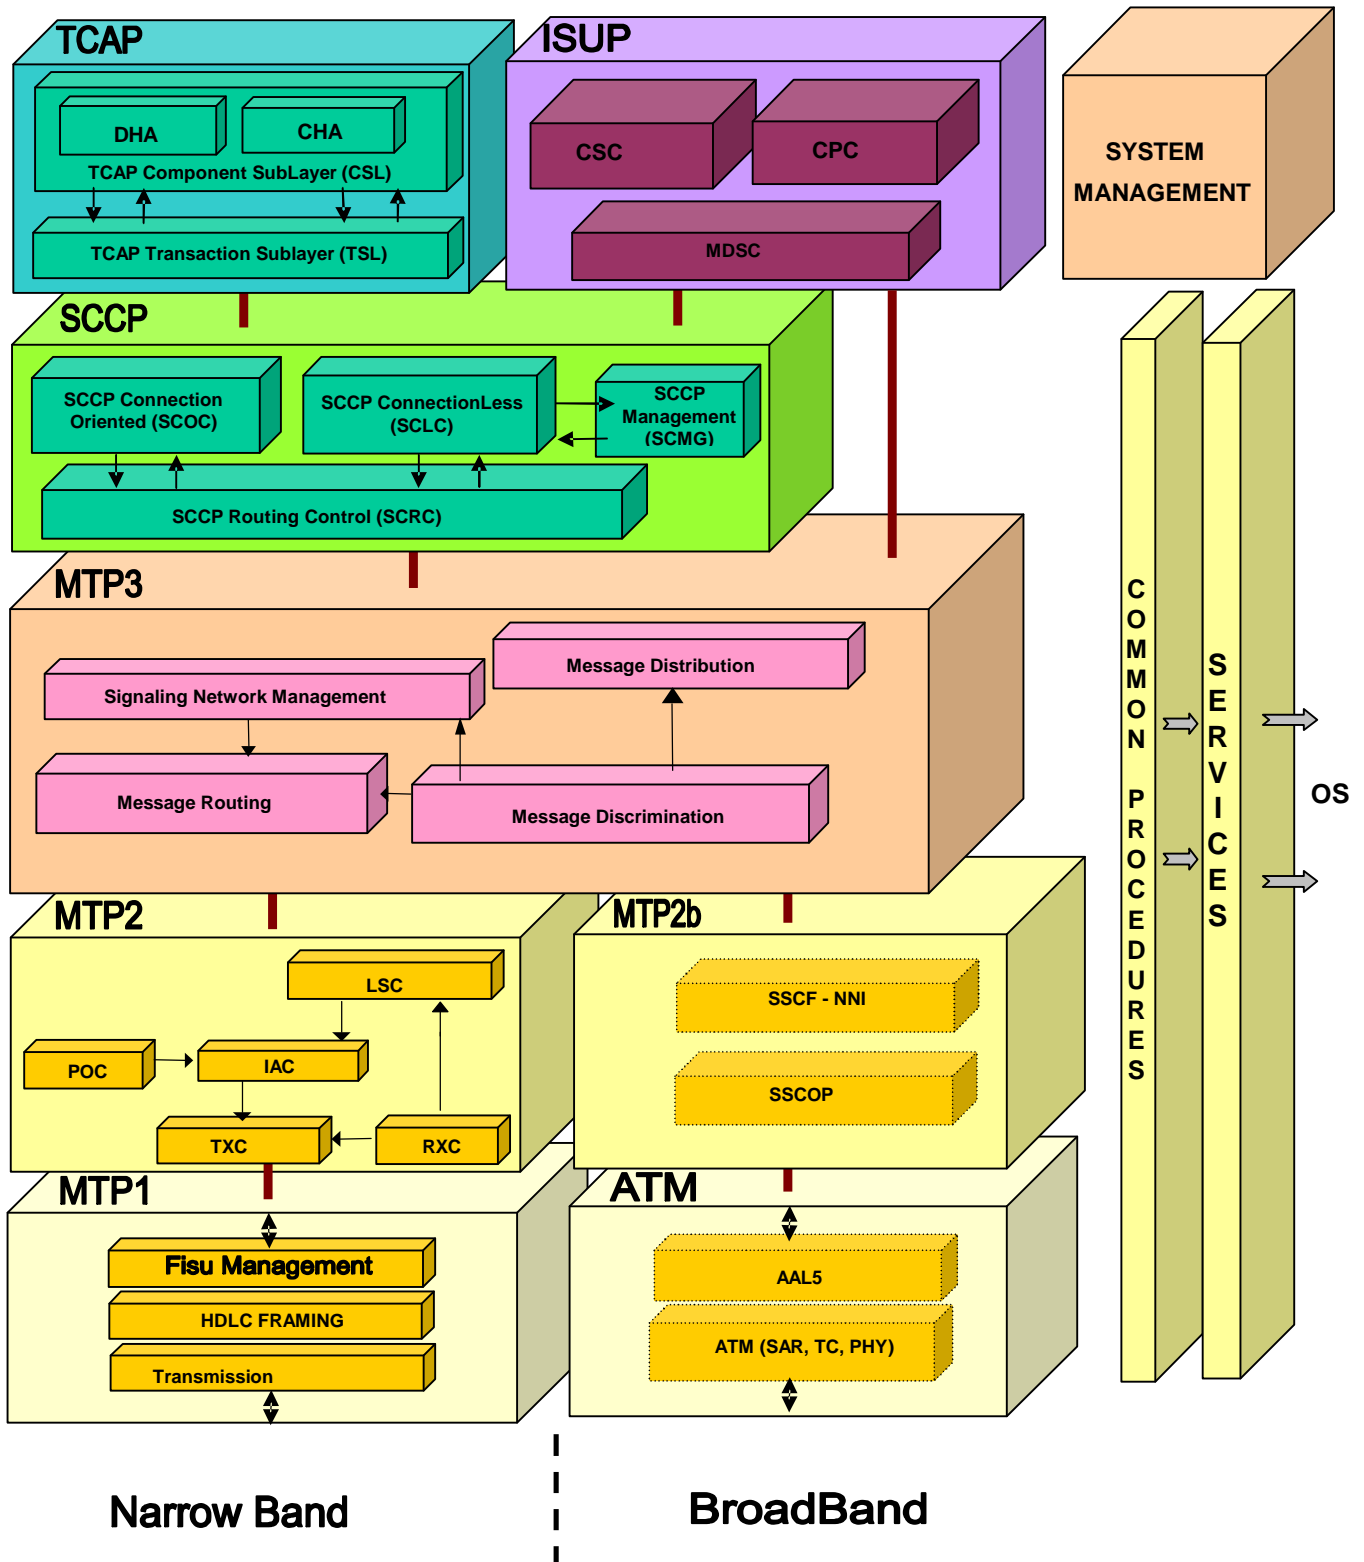 TCAP
DHA
CHA
TCAP Component SubLayer (CSL)
TCAP Transaction Sublayer (TSL)
ISUP
CSC
CPC
MDSC
SYSTEM
MANAGEMENT
SCCP
SCCP Connection
Oriented (SCOC)
SCCP ConnectionLess
(SCLC)
SCCP
Management
(SCMG)
SCCP Routing Control (SCRC)
MTP3
Message Distribution
Signaling Network Management
Message Routing
Message Discrimination
COMMON PROCEDURES
SERVICES
OS
MTP2
LSC
POC
IAC
TXC
RXC
MTP2b
SSCF - NNI
SSCOP
MTP1
Fisu Management
HDLC FRAMING
Transmission
ATM
AAL5
ATM (SAR, TC, PHY)
Narrow Band
BroadBand